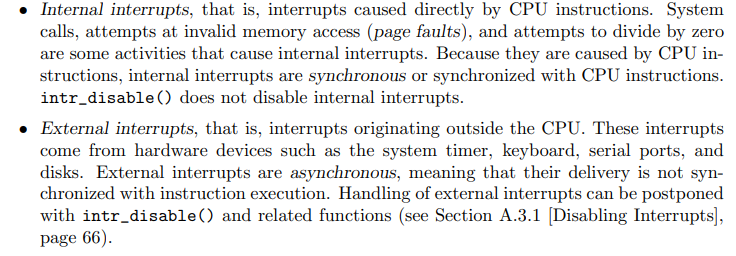 • Internal interrupts, that is, interrupts caused directly by CPU instructions. System
calls, attempts at invalid memory access (page faults), and attempts to divide by zero
are some activities that cause internal interrupts. Because they are caused by CPU in-
structions, internal interrupts are synchronous or synchronized with CPU instructions.
intr_disable() does not disable internal interrupts.
• External interrupts, that is, interrupts originating outside the CPU. These interrupts
come from hardware devices such as the system timer, keyboard, serial ports, and
disks. External interrupts are asynchronous, meaning that their delivery is not syn-
chronized with instruction execution. Handling of external interrupts can be postponed
with intr_disable() and related functions (see Section A.3.1 [Disabling Interrupts],
page 66).